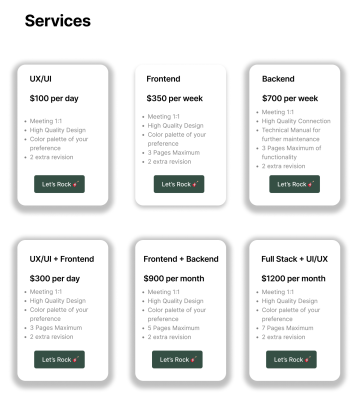 Services
UX/UI
$100 per day
• Meeting 1:1
• High Quality Design
• Color palette of your
preference
• 2 extra revision
Let's Rock 🎸
Frontend
$350 per week
• Meeting 1:1
• High Quality Design
• Color palette of your
preference
• 3 Pages Maximum
• 2 extra revision
Let's Rock 🎸
Backend
$700 per week
• Meeting 1:1
• High Quality Connection
• Technical Manual for
further maintenance
• 3 Pages Maximum of
functionality
• 2 extra revision
Let's Rock 🎸
UX/UI + Frontend
$300 per day
• Meeting 1:1
• High Quality Design
• Color palette of your
preference
• 3 Pages Maximum
• 2 extra revision
Let's Rock 🎸
Frontend + Backend
$900 per month
• Meeting 1:1
• High Quality Design
• Color palette of your
preference
• 5 Pages Maximum
• 2 extra revision
Let's Rock 🎸
Full Stack + UI/UX
$1200 per month
• Meeting 1:1
• High Quality Design
• Color palette of your
preference
• 7 Pages Maximum
• 2 extra revision
Let's Rock 🎸